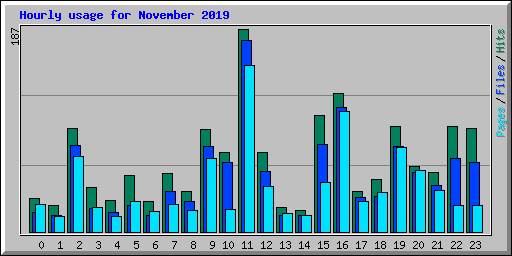 Hourly usage for November 2019
187
Pages / Files / Hits
0 1 2 3 4 5 6 7 8 9 10 11 12 13 14 15 16 17 18 19 20 21 22 23